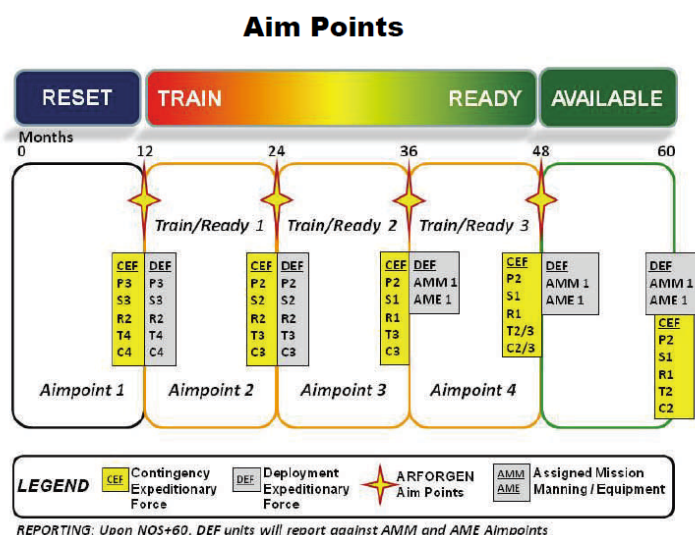 Aim Points
RESET
TRAIN
READY
AVAILABLE
Months
0
12
24
36
48
60
Train/Ready 1
Train/Ready 2
Train/Ready 3
CEF
P3
S3
R2
T4
C4
DEF
P3
S3
R2
T4
C4
CEF
P2
S2
R2
T3
C3
DEF
P2
S2
R2
T3
C3
CEF
P2
S1
R1
T3
C3
DEF
AMM 1
AME 1
CEF
P2
S1
R1
T2/3
C2/3
DEF
AMM 1
AME 1
DEF
AMM 1
AME 1
CEF
P2
S1
R1
T2
C2
Aimpoint 1
Aimpoint 2
Aimpoint 3
Aimpoint 4
LEGEND
CEF
Contingency
Expeditionary
Force
DEF
Deployment
Expeditionary
Force
ARFORGEN
Aim Points
AMM
AME
Assigned Mission
Manning / Equipment
REPORTING: Upon NOS+60, DEF units will report against AMM and AME Aimpoints